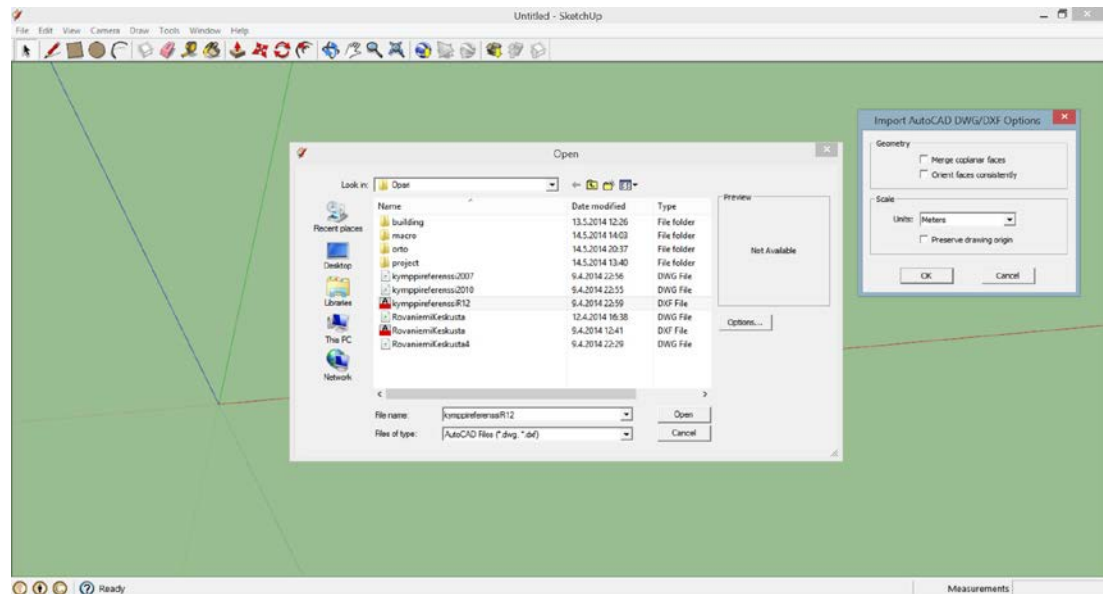 Untitled - SketchUp
File Edit View Camera Draw Tools Window Help
Import AutoCAD DWG/DXF Options
Geometry
Merge coplanar faces
Orient faces consistently
Scale
Units: Meters
Preserve drawing origin
OK Cancel
Open
Look in: Opari
Name Date modified Type
building 13.5.2014 12:26 File folder
macro 14.5.2014 14:03 File folder
orto 14.5.2014 20:37 File folder
project 14.5.2014 13:40 File folder
kymppireferenssi2007 9.4.2014 22:56 DWG File
kymppireferenssi2010 9.4.2014 22:55 DWG File
kymppireferenssiR12 9.4.2014 22:59 DXF File
RovaniemiKeskusta 12.4.2014 16:38 DWG File
RovaniemiKeskusta 9.4.2014 12:41 DXF File
RovaniemiKeskusta4 9.4.2014 22:29 DWG File
Recent places
Desktop
Libraries
This PC
Network
Preview
Not Available
Options...
File name: kymppireferenssiR12 Open
Files of type: AutoCAD Files (*.dwg, *.dxf) Cancel
Ready
Measurements